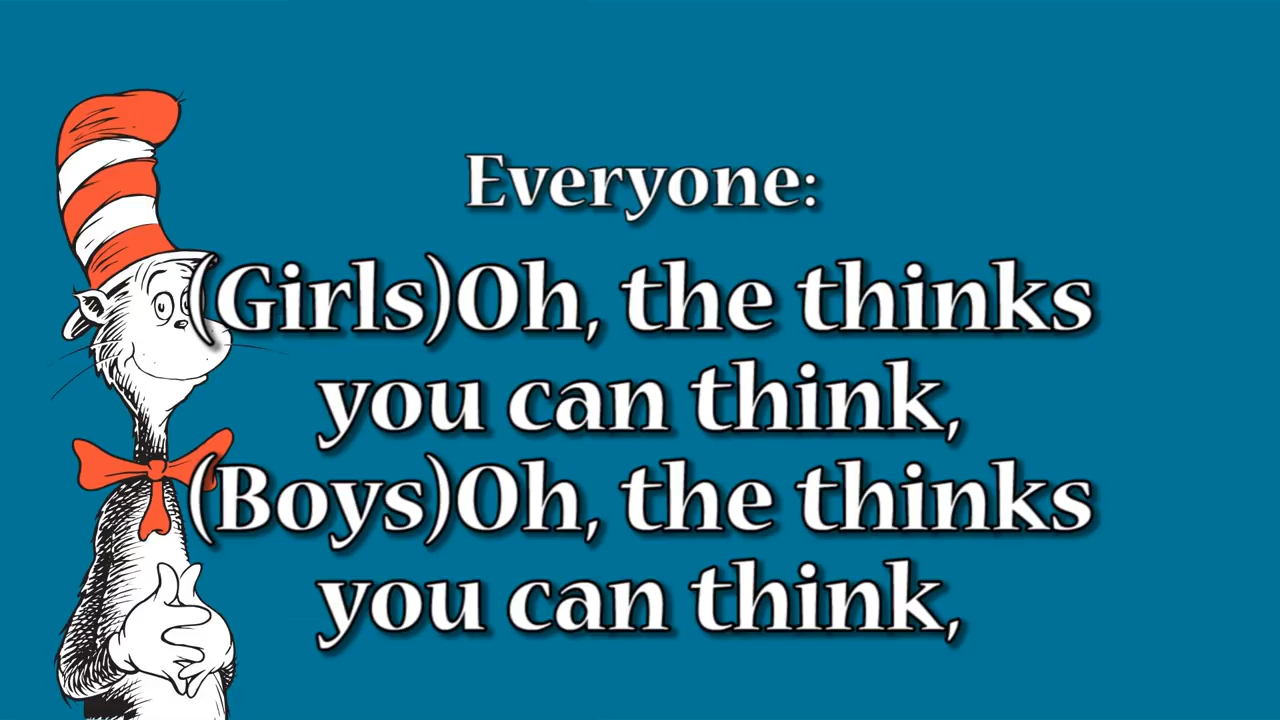 Everyone:
(Girls)Oh, the thinks
you can think,
(Boys)Oh, the thinks
you can think,